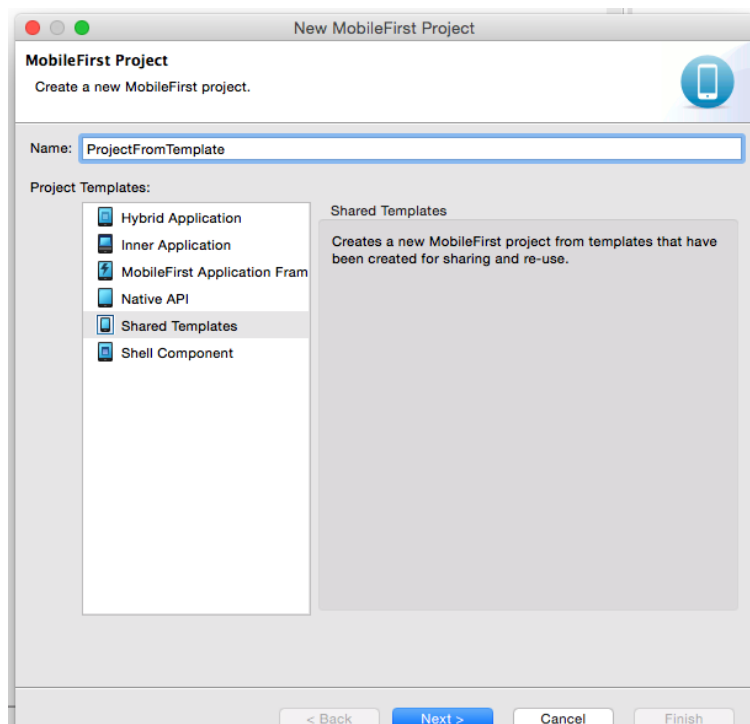 New MobileFirst Project
MobileFirst Project
Create a new MobileFirst project.
Name: ProjectFromTemplate
Project Templates:
Hybrid Application
Inner Application
MobileFirst Application Fram
Native API
Shared Templates
Shell Component
Shared Templates
Creates a new MobileFirst project from templates that have
been created for sharing and re-use.
< Back Next > Cancel Finish